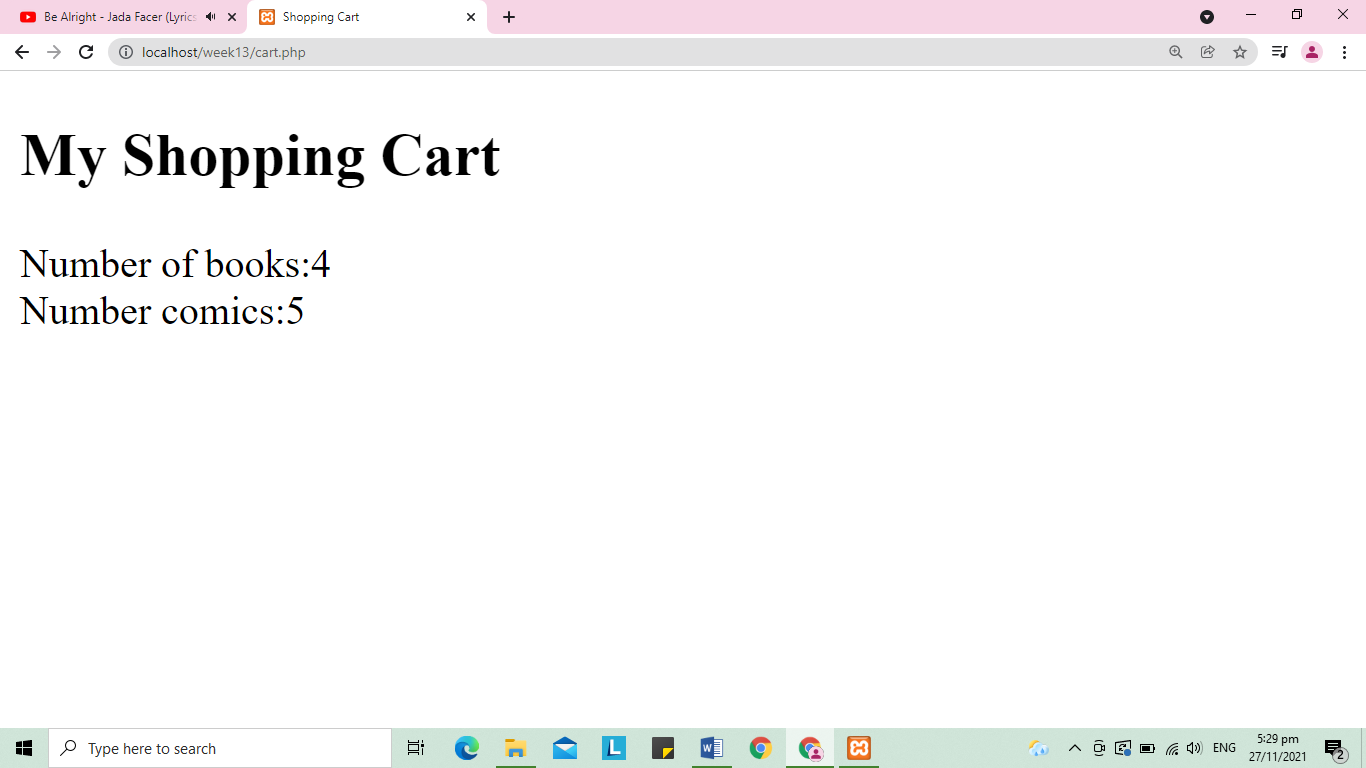 Be Alright - Jada Facer (Lyrics
Shopping Cart
localhost/week13/cart.php
My Shopping Cart
Number of books:4
Number comics:5
Type here to search
L
W
ENG
5:29 pm
27/11/2021
2